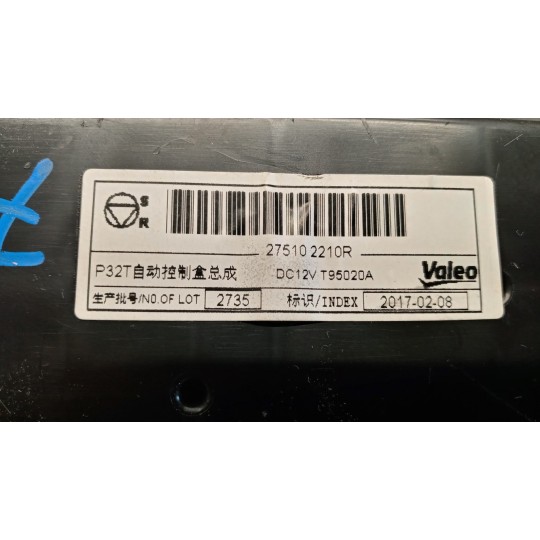 S
R
27510 2210R
P32T自动控制盒总成 DC12V T95020A Valeo
生产批号/NO.OF LOT 2735 标识/INDEX 2017-02-08